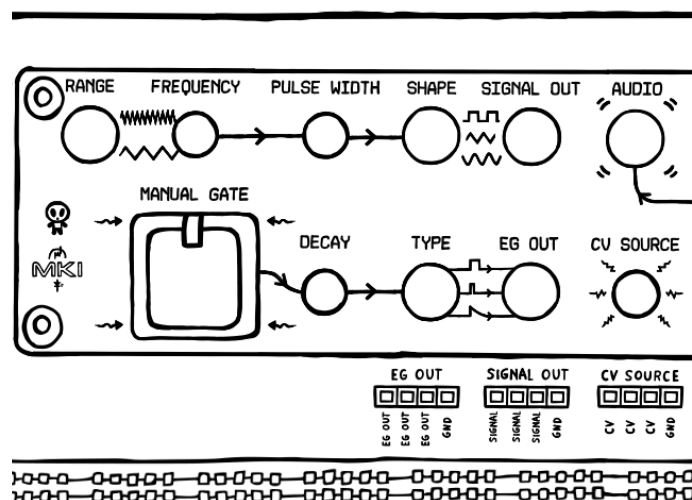 RANGE FREQUENCY PULSE WIDTH SHAPE SIGNAL OUT AUDIO
MANUAL GATE
DECAY TYPE EG OUT CV SOURCE
MKI
EG OUT SIGNAL OUT CV SOURCE
EG OUT EG OUT EG OUT GND SIGNAL SIGNAL SIGNAL GND CV CV CV GND